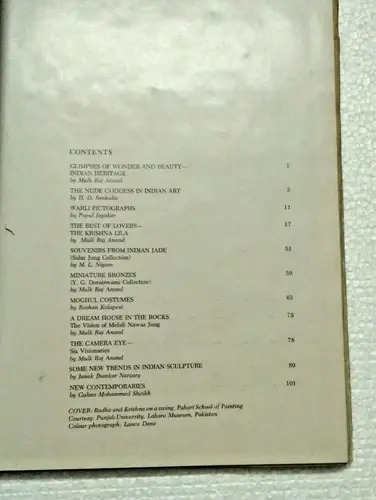 CONTENTS
GLIMPSES OF WONDER AND BEAUTY— 1
INDIAN HERITAGE
by Mulk Raj Anand
THE NUDE GODDESS IN INDIAN ART 5
by H. D. Sankalia
WARLI PICTOGRAPHS 11
by Pupul Jayakar
THE BEST OF LOVERS— 17
THE KRISHNA LILA
by Mulk Raj Anand
SOUVENIRS FROM INDIAN JADE 51
(Salar Jung Collection)
by M. L. Nigam
MINIATURE BRONZES 59
(Y. G. Doraiswami Collection)
by Mulk Raj Anand
MOGHUL COSTUMES 65
by Roshan Kalapesi
A DREAM HOUSE IN THE ROCKS 75
The Vision of Mehdi Nawaz Jung
by Mulk Raj Anand
THE CAMERA EYE— 78
Six Visionaries
by Mulk Raj Anand
SOME NEW TRENDS IN INDIAN SCULPTURE 89
by Janak Jhankar Narzary
NEW CONTEMPORARIES 101
by Gulam Mohammed Sheikh
COVER: Radha and Krishna on a swing. Pahari School of Painting
Courtesy: Punjab University, Lahore Museum, Pakistan
Colour photograph. Lance Dane